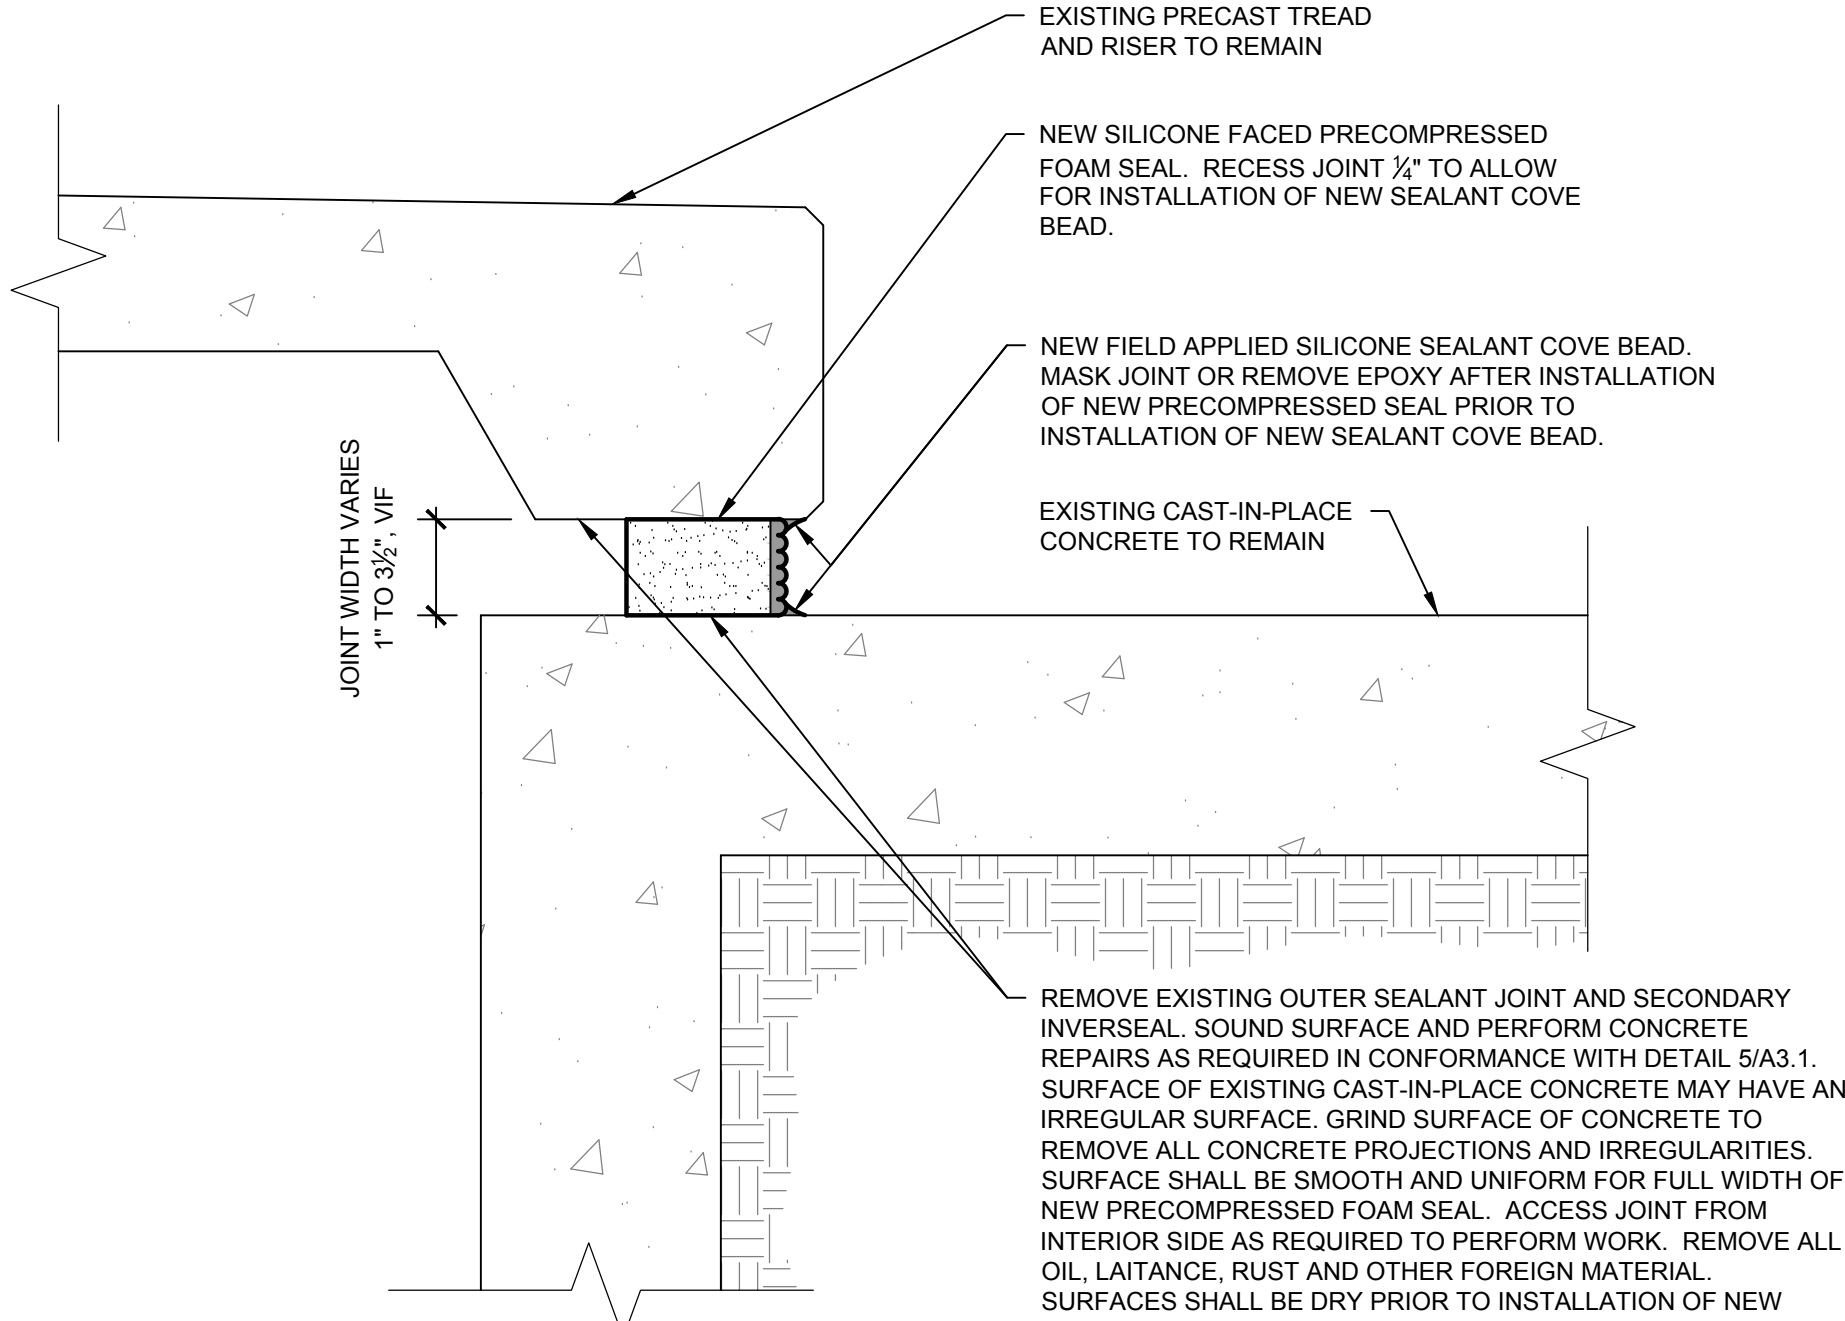 EXISTING PRECAST TREAD
AND RISER TO REMAIN
NEW SILICONE FACED PRECOMPRESSED
FOAM SEAL. RECESS JOINT ¼" TO ALLOW
FOR INSTALLATION OF NEW SEALANT COVE
BEAD.
NEW FIELD APPLIED SILICONE SEALANT COVE BEAD.
MASK JOINT OR REMOVE EPOXY AFTER INSTALLATION
OF NEW PRECOMPRESSED SEAL PRIOR TO
INSTALLATION OF NEW SEALANT COVE BEAD.
JOINT WIDTH VARIES
1" TO 3½", VIF
EXISTING CAST-IN-PLACE
CONCRETE TO REMAIN
REMOVE EXISTING OUTER SEALANT JOINT AND SECONDARY
INVERSEAL. SOUND SURFACE AND PERFORM CONCRETE
REPAIRS AS REQUIRED IN CONFORMANCE WITH DETAIL 5/A3.1.
SURFACE OF EXISTING CAST-IN-PLACE CONCRETE MAY HAVE AN
IRREGULAR SURFACE. GRIND SURFACE OF CONCRETE TO
REMOVE ALL CONCRETE PROJECTIONS AND IRREGULARITIES.
SURFACE SHALL BE SMOOTH AND UNIFORM FOR FULL WIDTH OF
NEW PRECOMPRESSED FOAM SEAL. ACCESS JOINT FROM
INTERIOR SIDE AS REQUIRED TO PERFORM WORK. REMOVE ALL
OIL, LAITANCE, RUST AND OTHER FOREIGN MATERIAL.
SURFACES SHALL BE DRY PRIOR TO INSTALLATION OF NEW